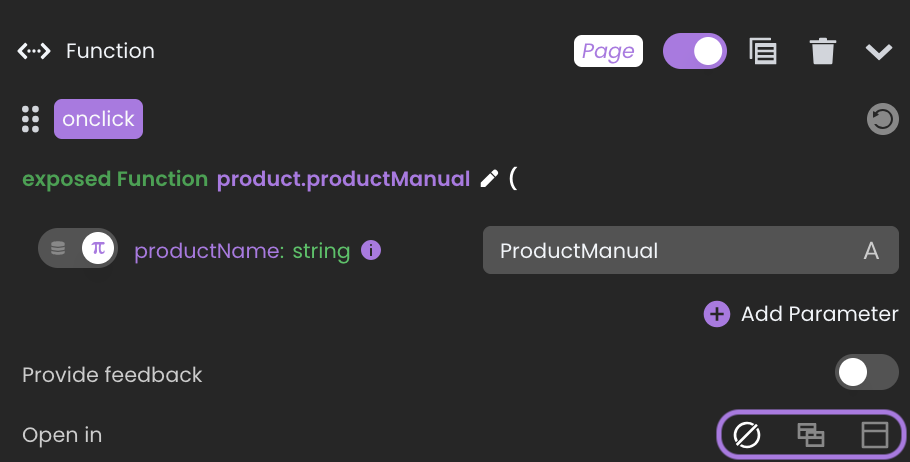 Function Page
onclick
exposed Function product.productManual (
π productName: string i ProductManual A
Add Parameter
Provide feedback
Open in